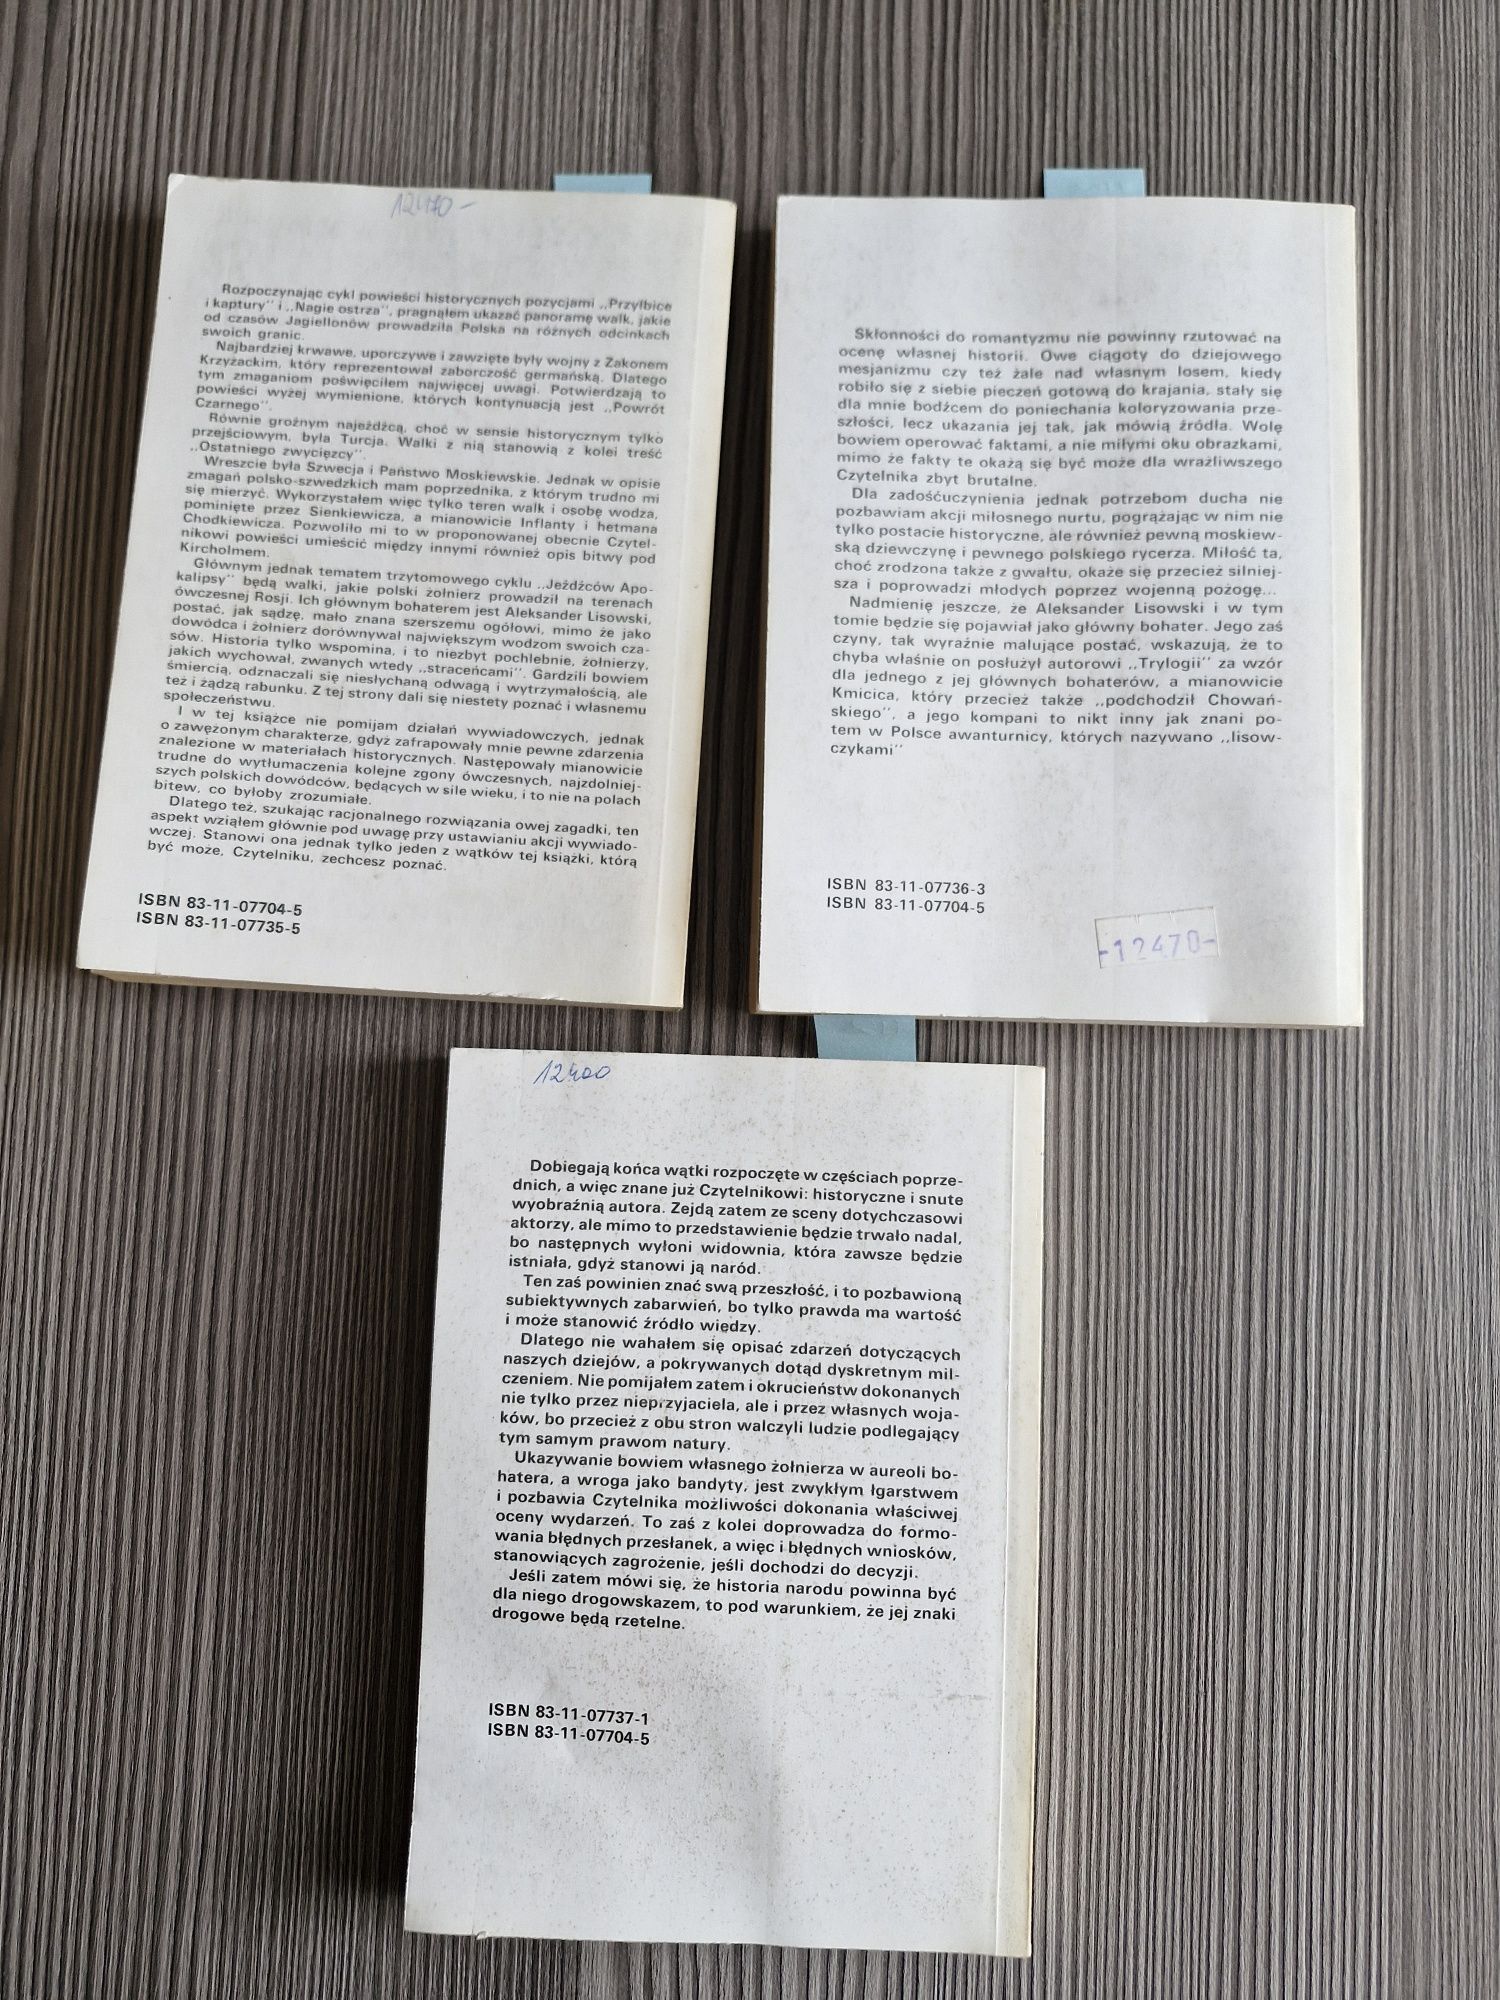 12470-
Rozpoczynając cykl powieści historycznych pozycjami „Przyłbice
i kaptury" i „Nagie ostrza", pragnąłem ukazać panoramę walk, jakie
od czasów Jagiellonów prowadziła Polska na różnych odcinkach
swoich granic.
Najbardziej krwawe, uporczywe i zawzięte były wojny z Zakonem
Krzyżackim, który reprezentował zaborczość germańską. Dlatego
tym zmaganiom poświęciłem najwięcej uwagi. Potwierdzają to
powieści wyżej wymienione, których kontynuacją jest „Powrót
Czarnego".
Równie groźnym najeźdźcą, choć w sensie historycznym tylko
przejściowym, była Turcja. Walki z nią stanowią z kolei treść
„Ostatniego zwycięzcy".
Wreszcie była Szwecja i Państwo Moskiewskie. Jednak w opisie
zmagań polsko-szwedzkich mam poprzednika, z którym trudno mi
się mierzyć. Wykorzystałem więc tylko teren walk i osobę wodza,
pominięte przez Sienkiewicza, a mianowicie Inflanty i hetmana
Chodkiewicza. Pozwoliło mi to w proponowanej obecnie Czytel-
nikowi powieści umieścić między innymi również opis bitwy pod
Kircholmem.
Głównym jednak tematem trzytomowego cyklu „Jeźdźców Apo-
kalipsy" będą walki, jakie polski żołnierz prowadził na terenach
ówczesnej Rosji. Ich głównym bohaterem jest Aleksander Lisowski,
postać, jak sądzę, mało znana szerszemu ogółowi, mimo że jako
dowódca i żołnierz dorównywał największym wodzom swoich cza-
sów. Historia tylko wspomina, i to niezbyt pochlebnie, żołnierzy,
jakich wychował, zwanych wtedy „straceńcami". Gardzili bowiem
śmiercią, odznaczali się niesłychaną odwagą i wytrzymałością, ale
też i żądzą rabunku. Z tej strony dali się niestety poznać i własnemu
społeczeństwu.
I w tej książce nie pomijam działań wywiadowczych, jednak
o zawężonym charakterze, gdyż zafrapowały mnie pewne zdarzenia
znalezione w materiałach historycznych. Następowały mianowicie
trudne do wytłumaczenia kolejne zgony ówczesnych, najzdolniej-
szych polskich dowódców, będących w sile wieku, i to nie na polach
bitew, co byłoby zrozumiałe.
Dlatego też, szukając racjonalnego rozwiązania owej zagadki, ten
aspekt wziąłem głównie pod uwagę przy ustawianiu akcji wywiado-
wczej. Stanowi ona jednak tylko jeden z wątków tej książki, którą
być może, Czytelniku, zechcesz poznać.
ISBN 83-11-07704-5
ISBN 83-11-07735-5
Skłonności do romantyzmu nie powinny rzutować na
ocenę własnej historii. Owe ciągoty do dziejowego
mesjanizmu czy też żale nad własnym losem, kiedy
robiło się z siebie pieczeń gotową do krajania, stały się
dla mnie bodźcem do poniechania koloryzowania prze-
szłości, lecz ukazania jej tak, jak mówią źródła. Wolę
bowiem operować faktami, a nie miłymi oku obrazkami,
mimo że fakty te okażą się być może dla wrażliwszego
Czytelnika zbyt brutalne.
Dla zadośćuczynienia jednak potrzebom ducha nie
pozbawiam akcji miłosnego nurtu, pogrążając w nim nie
tylko postacie historyczne, ale również pewną moskiew-
ską dziewczynę i pewnego polskiego rycerza. Miłość ta,
choć zrodzona także z gwałtu, okaże się przecież silniej-
sza i poprowadzi młodych poprzez wojenną pożogę...
Nadmienię jeszcze, że Aleksander Lisowski i w tym
tomie będzie się pojawiał jako główny bohater. Jego zaś
czyny, tak wyraźnie malujące postać, wskazują, że to
chyba właśnie on posłużył autorowi „Trylogii" za wzór
dla jednego z jej głównych bohaterów, a mianowicie
Kmicica, który przecież także „podchodził Chowań-
skiego", a jego kompani to nikt inny jak znani po-
tem w Polsce awanturnicy, których nazywano „lisow-
czykami"
ISBN 83-11-07736-3
ISBN 83-11-07704-5
-12470-
12400
Dobiegają końca wątki rozpoczęte w częściach poprze-
dnich, a więc znane już Czytelnikowi: historyczne i snute
wyobraźnią autora. Zejdą zatem ze sceny dotychczasowi
aktorzy, ale mimo to przedstawienie będzie trwało nadal,
bo następnych wyłoni widownia, która zawsze będzie
istniała, gdyż stanowi ją naród.
Ten zaś powinien znać swą przeszłość, i to pozbawioną
subiektywnych zabarwień, bo tylko prawda ma wartość
i może stanowić źródło wiedzy.
Dlatego nie wahałem się opisać zdarzeń dotyczących
naszych dziejów, a pokrywanych dotąd dyskretnym mil-
czeniem. Nie pomijałem zatem i okrucieństw dokonanych
nie tylko przez nieprzyjaciela, ale i przez własnych woja-
ków, bo przecież z obu stron walczyli ludzie podlegający
tym samym prawom natury.
Ukazywanie bowiem własnego żołnierza w aureoli bo-
hatera, a wroga jako bandyty, jest zwykłym łgarstwem
i pozbawia Czytelnika możliwości dokonania właściwej
oceny wydarzeń. To zaś z kolei doprowadza do formo-
wania błędnych przesłanek, a więc i błędnych wniosków,
stanowiących zagrożenie, jeśli dochodzi do decyzji.
Jeśli zatem mówi się, że historia narodu powinna być
dla niego drogowskazem, to pod warunkiem, że jej znaki
drogowe będą rzetelne.
ISBN 83-11-07737-1
ISBN 83-11-07704-5